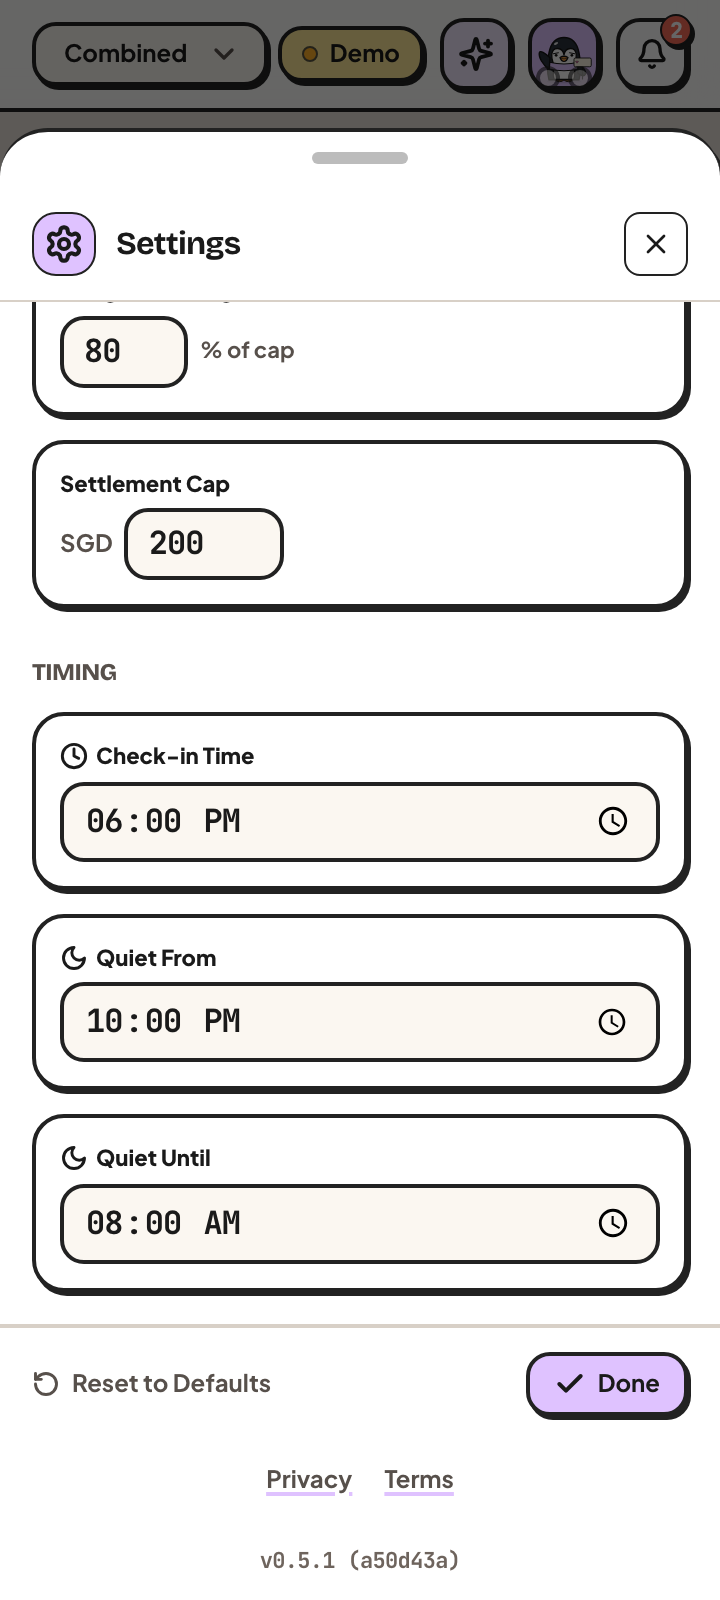 Combined
Demo
2
Settings
80 % of cap
Settlement Cap
SGD 200
TIMING
Check-in Time
06:00 PM
Quiet From
10:00 PM
Quiet Until
08:00 AM
Reset to Defaults
Done
Privacy Terms
v0.5.1 (a50d43a)